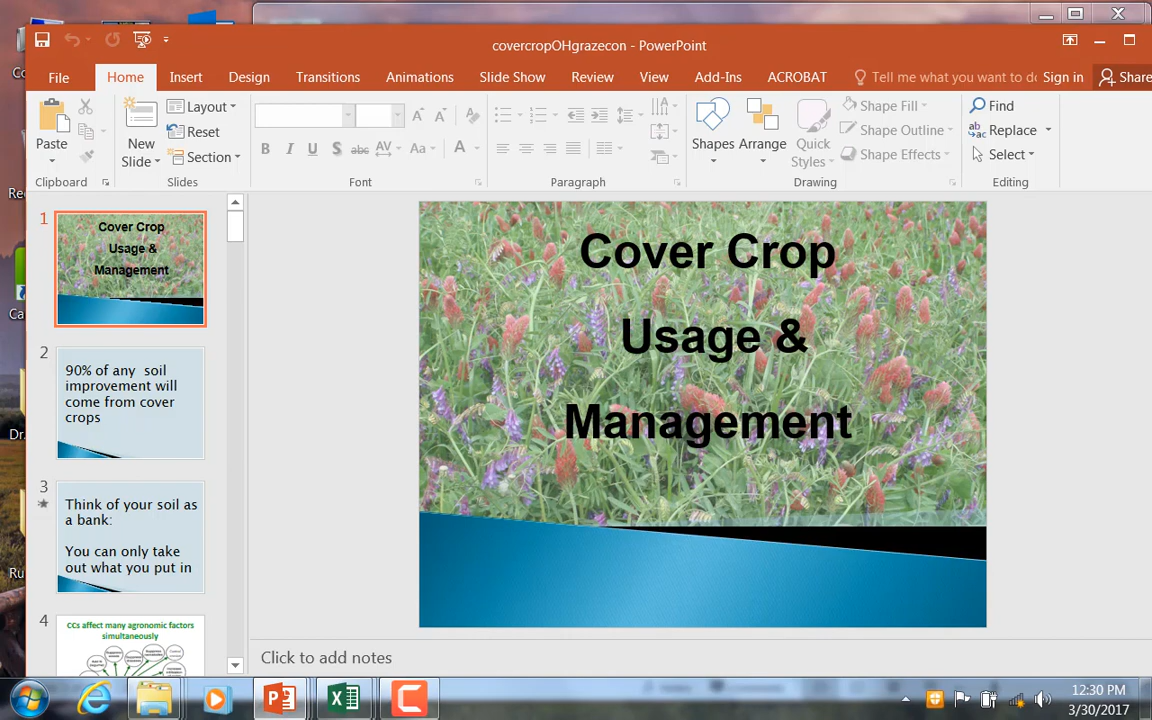 covercropOHgrazecon - PowerPoint
File Home Insert Design Transitions Animations Slide Show Review View Add-Ins ACROBAT Tell me what you want to do Sign in Share
Paste
New
Slide
Layout
Reset
Section
B I U S abc AV Aa A
Shapes
Arrange
Quick
Styles
Shape Fill
Shape Outline
Shape Effects
Find
Replace
Select
Clipboard Slides Font Paragraph Drawing Editing
1
Cover Crop
Usage &
Management
2
90% of any soil
improvement will
come from cover
crops
3
Think of your soil as
a bank:
You can only take
out what you put in
4
CCs affect many agronomic factors
simultaneously
Cover Crop
Usage &
Management
Click to add notes
12:30 PM
3/30/2017